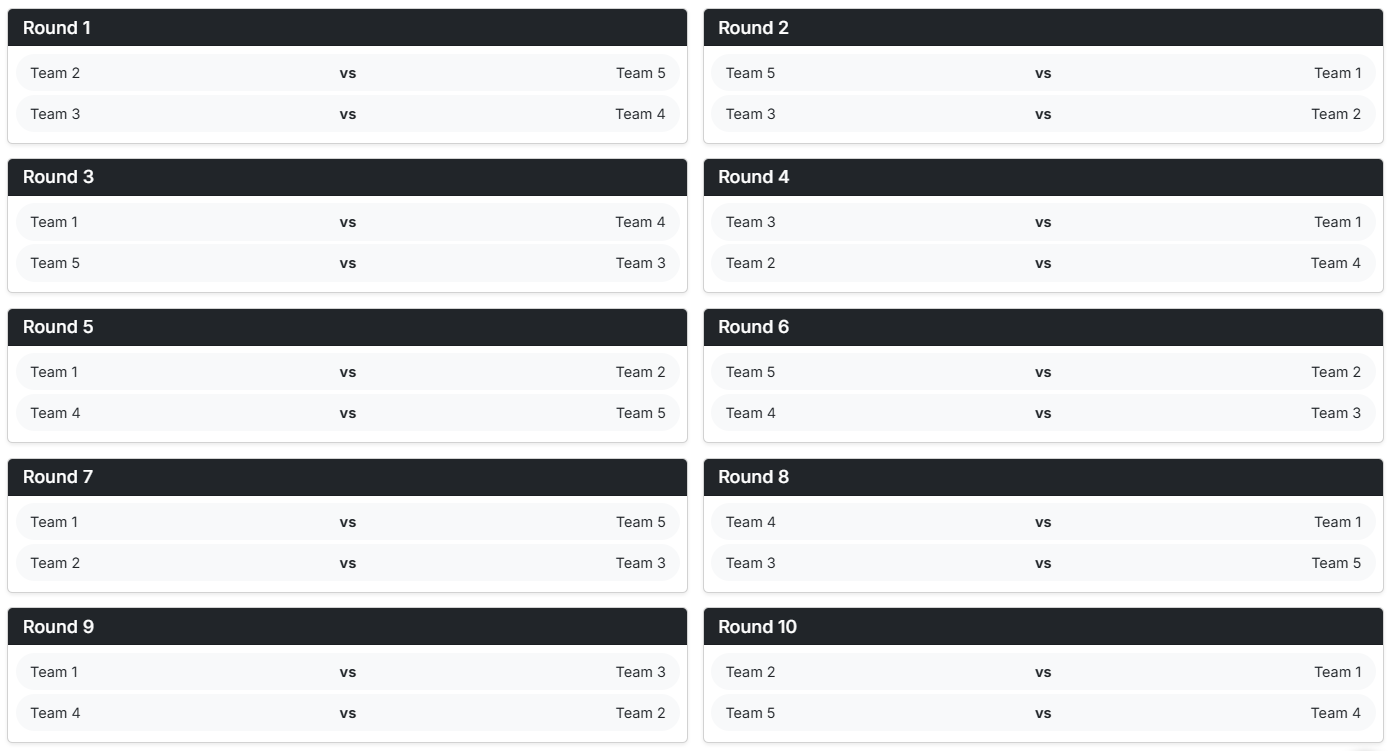 Round 1
Team 2 vs Team 5
Team 3 vs Team 4
Round 2
Team 5 vs Team 1
Team 3 vs Team 2
Round 3
Team 1 vs Team 4
Team 5 vs Team 3
Round 4
Team 3 vs Team 1
Team 2 vs Team 4
Round 5
Team 1 vs Team 2
Team 4 vs Team 5
Round 6
Team 5 vs Team 2
Team 4 vs Team 3
Round 7
Team 1 vs Team 5
Team 2 vs Team 3
Round 8
Team 4 vs Team 1
Team 3 vs Team 5
Round 9
Team 1 vs Team 3
Team 4 vs Team 2
Round 10
Team 2 vs Team 1
Team 5 vs Team 4